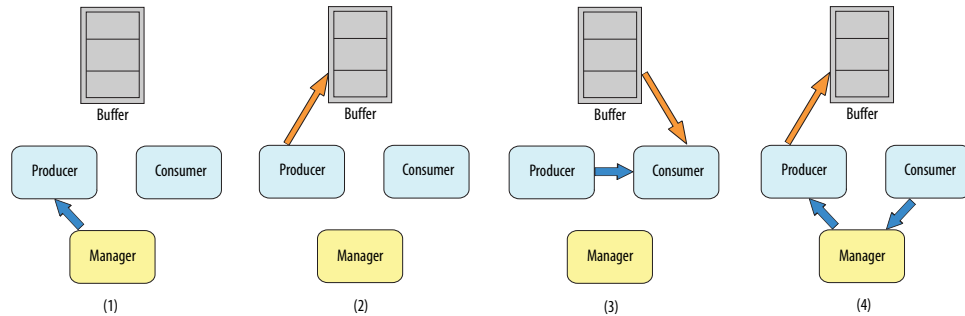 Buffer
Producer
Consumer
Manager
(1)
Buffer
Producer
Consumer
Manager
(2)
Buffer
Producer
Consumer
Manager
(3)
Buffer
Producer
Consumer
Manager
(4)